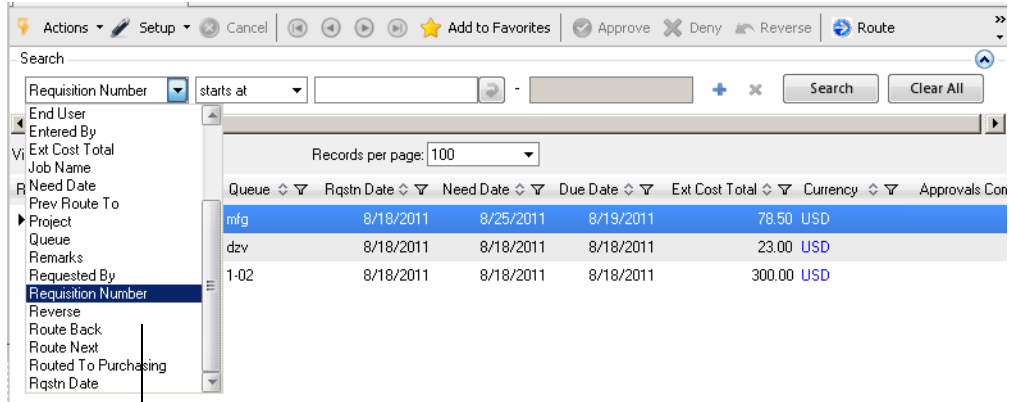 Actions Setup Cancel Add to Favorites Approve Deny Reverse Route
Search
Requisition Number starts at - Search Clear All
End User
Entered By
Ext Cost Total
Vi Records per page: 100
Job Name
R Need Date Queue Rqstn Date Need Date Due Date Ext Cost Total Currency Approvals Con
Prev Route To
Project mfg 8/18/2011 8/25/2011 8/19/2011 78.50 USD
Queue dzv 8/18/2011 8/18/2011 8/18/2011 23.00 USD
Remarks
Requested By 1-02 8/18/2011 8/18/2011 8/18/2011 300.00 USD
Requisition Number
Reverse
Route Back
Route Next
Routed To Purchasing
Rqstn Date